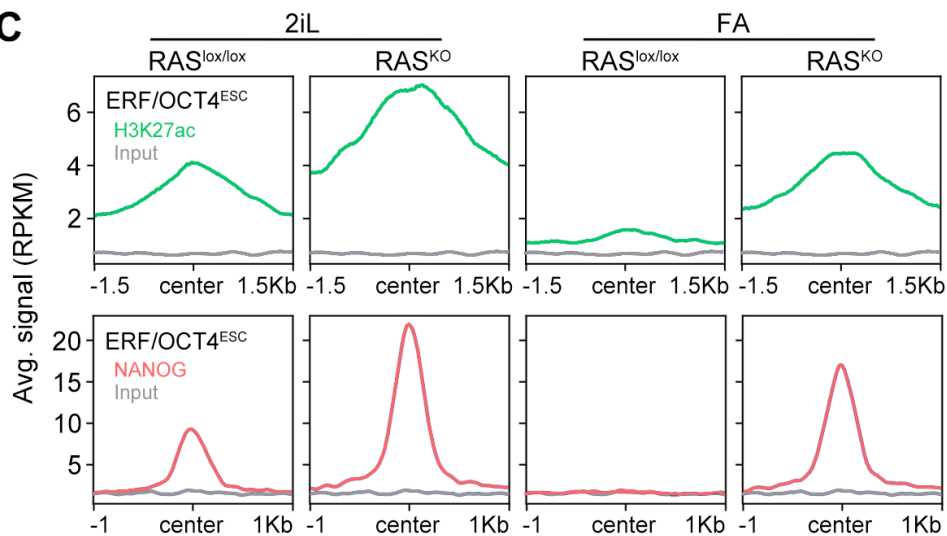 C
2iL FA
RASlox/lox RASKO RASlox/lox RASKO
Avg. signal (RPKM)
ERF/OCT4ESC
H3K27ac
Input
6
4
2
-1.5 center 1.5Kb -1.5 center 1.5Kb -1.5 center 1.5Kb -1.5 center 1.5Kb
ERF/OCT4ESC
NANOG
Input
20
15
10
5
-1 center 1Kb -1 center 1Kb -1 center 1Kb -1 center 1Kb